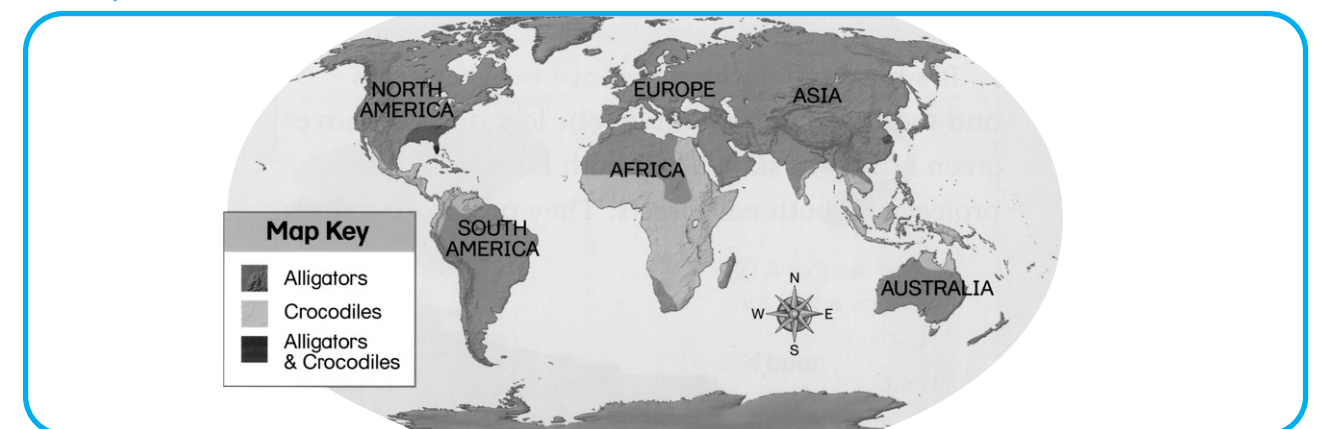 NORTH
AMERICA
EUROPE
ASIA
AFRICA
SOUTH
AMERICA
AUSTRALIA
Map Key
Alligators
Crocodiles
Alligators
& Crocodiles
N
W E
S